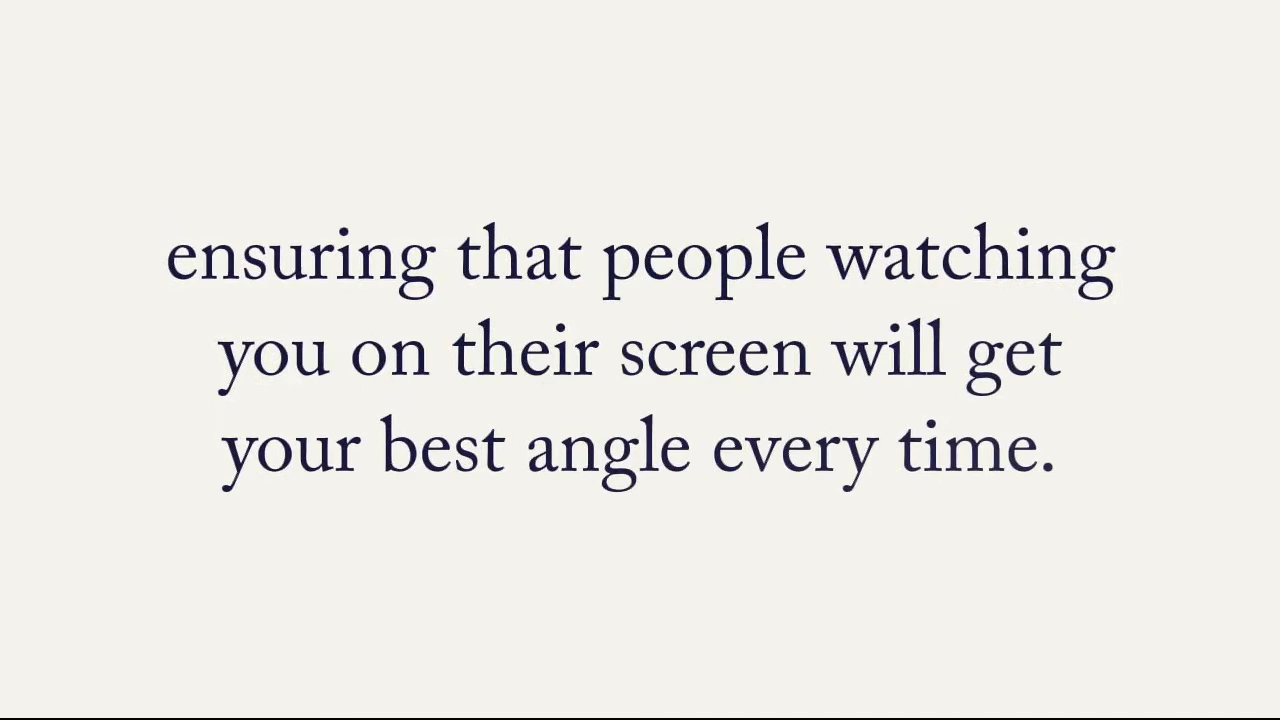 ensuring that people watching
you on their screen will get
your best angle every time.